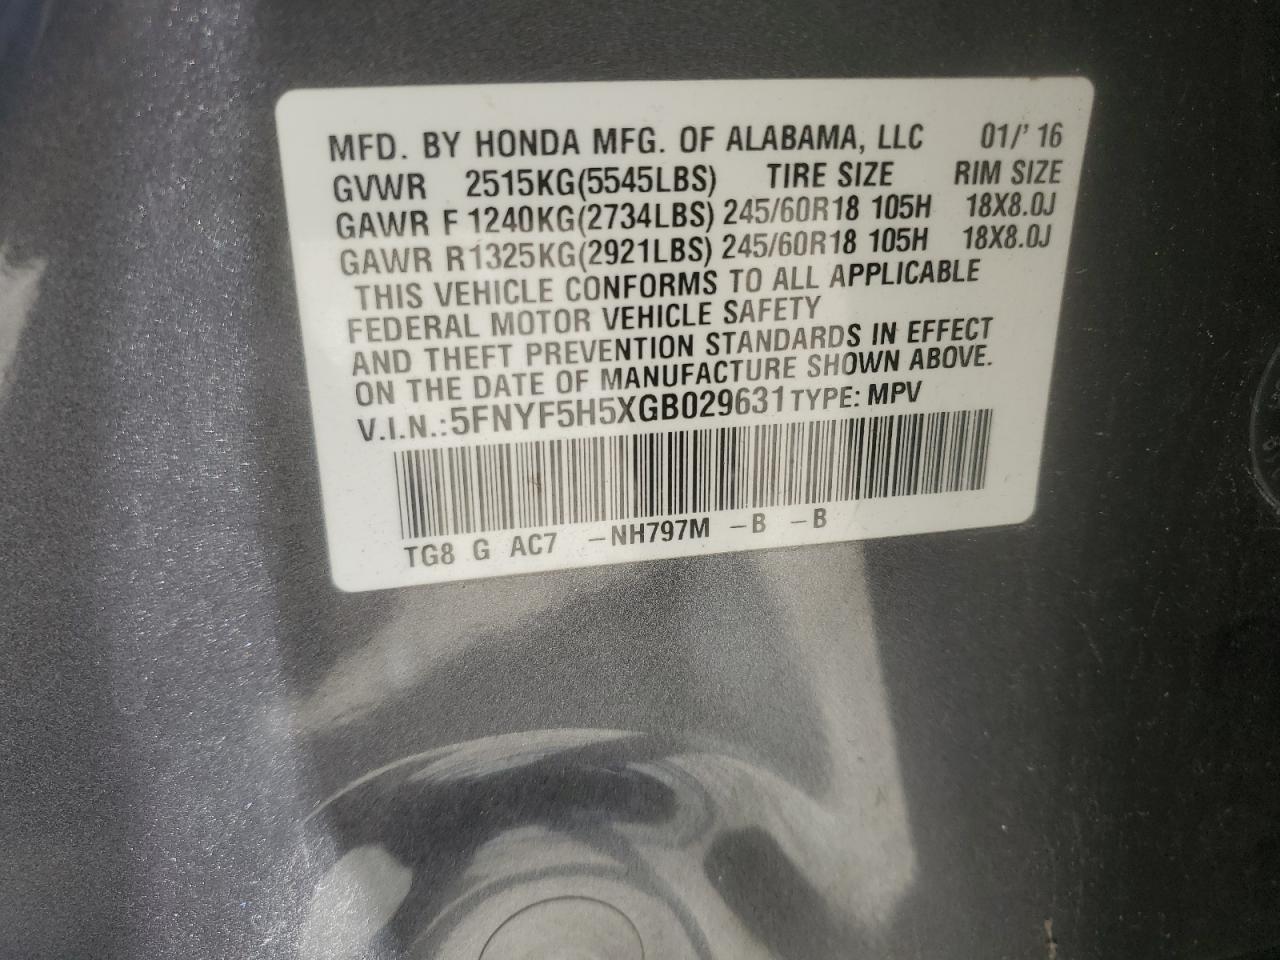 MFD. BY HONDA MFG. OF ALABAMA, LLC 01/' 16
GVWR 2515KG(5545LBS) TIRE SIZE RIM SIZE
GAWR F 1240KG(2734LBS) 245/60R18 105H 18X8.0J
GAWR R1325KG(2921LBS) 245/60R18 105H 18X8.0J
THIS VEHICLE CONFORMS TO ALL APPLICABLE
FEDERAL MOTOR VEHICLE SAFETY
AND THEFT PREVENTION STANDARDS IN EFFECT
ON THE DATE OF MANUFACTURE SHOWN ABOVE.
V.I.N.:5FNYF5H5XGB029631 TYPE: MPV
TG8 G AC7 -NH797M -B -B